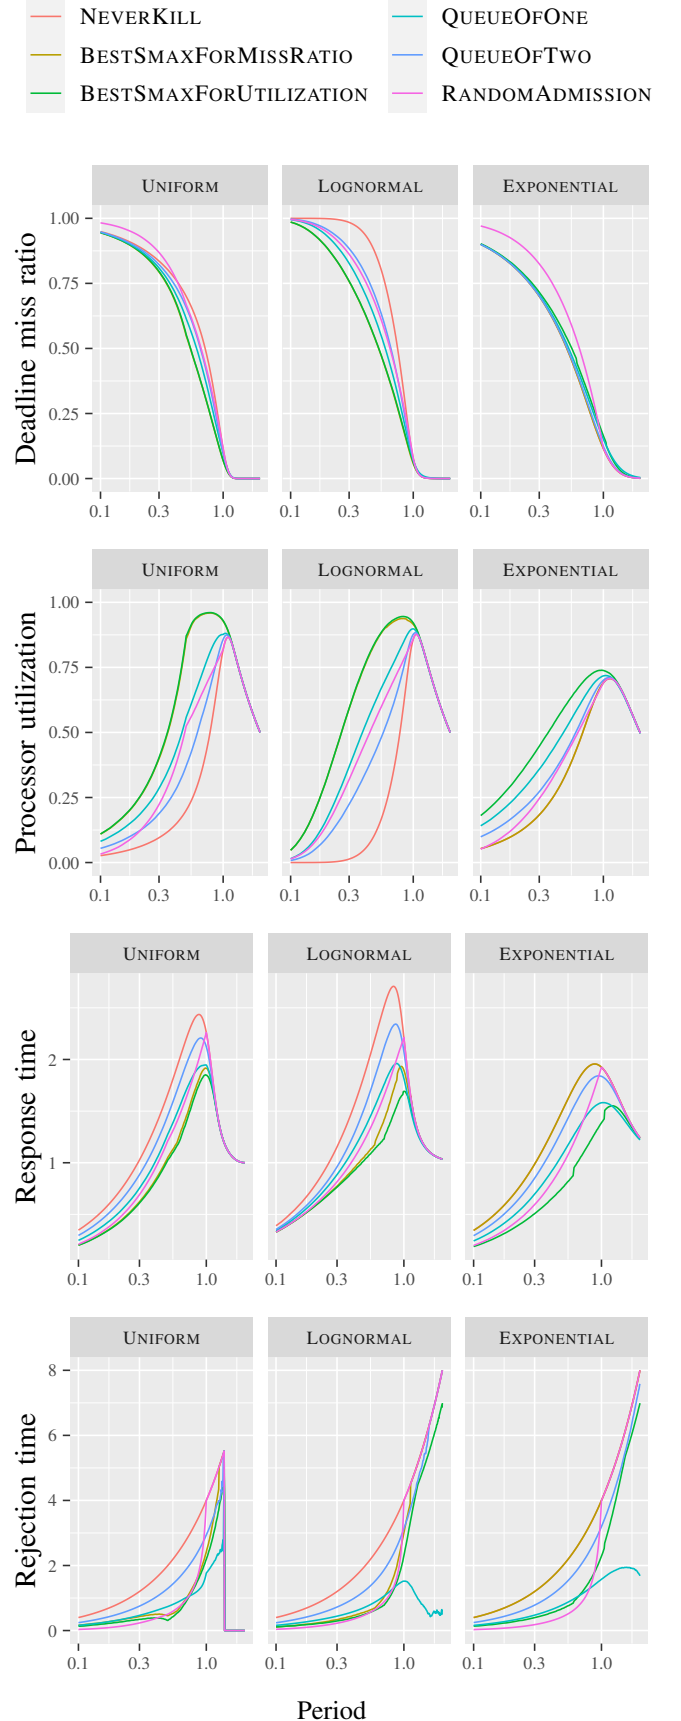 NEVERKILL QUEUEOFONE
BESTSMAXFORMISSRATIO QUEUEOFTWO
BESTSMAXFORUTILIZATION RANDOMADMISSION
UNIFORM LOGNORMAL EXPONENTIAL
Deadline miss ratio
1.00
0.75
0.50
0.25
0.00
0.1 0.3 1.0 0.1 0.3 1.0 0.1 0.3 1.0
UNIFORM LOGNORMAL EXPONENTIAL
Processor utilization
1.00
0.75
0.50
0.25
0.00
0.1 0.3 1.0 0.1 0.3 1.0 0.1 0.3 1.0
UNIFORM LOGNORMAL EXPONENTIAL
Response time
2
1
0.1 0.3 1.0 0.1 0.3 1.0 0.1 0.3 1.0
UNIFORM LOGNORMAL EXPONENTIAL
Rejection time
8
6
4
2
0
0.1 0.3 1.0 0.1 0.3 1.0 0.1 0.3 1.0
Period